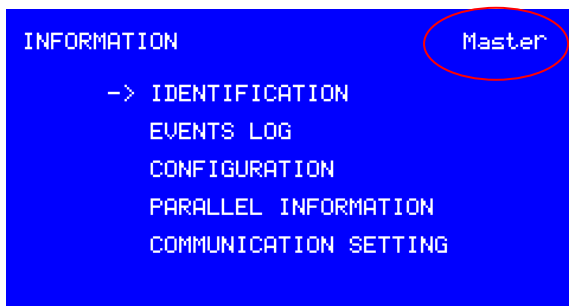 INFORMATION Master
-> IDENTIFICATION
EVENTS LOG
CONFIGURATION
PARALLEL INFORMATION
COMMUNICATION SETTING